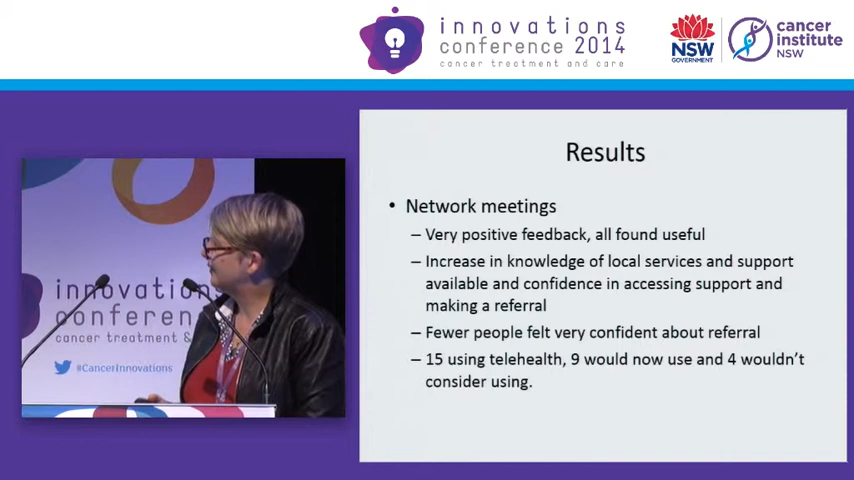 innovations
conference 2014
cancer treatment and care
NSW
GOVERNMENT
cancer
institute
NSW
Results
• Network meetings
– Very positive feedback, all found useful
– Increase in knowledge of local services and support
available and confidence in accessing support and
making a referral
– Fewer people felt very confident about referral
– 15 using telehealth, 9 would now use and 4 wouldn't
consider using.
innovations
conferen
cancer treatment &
#CancerInnovations